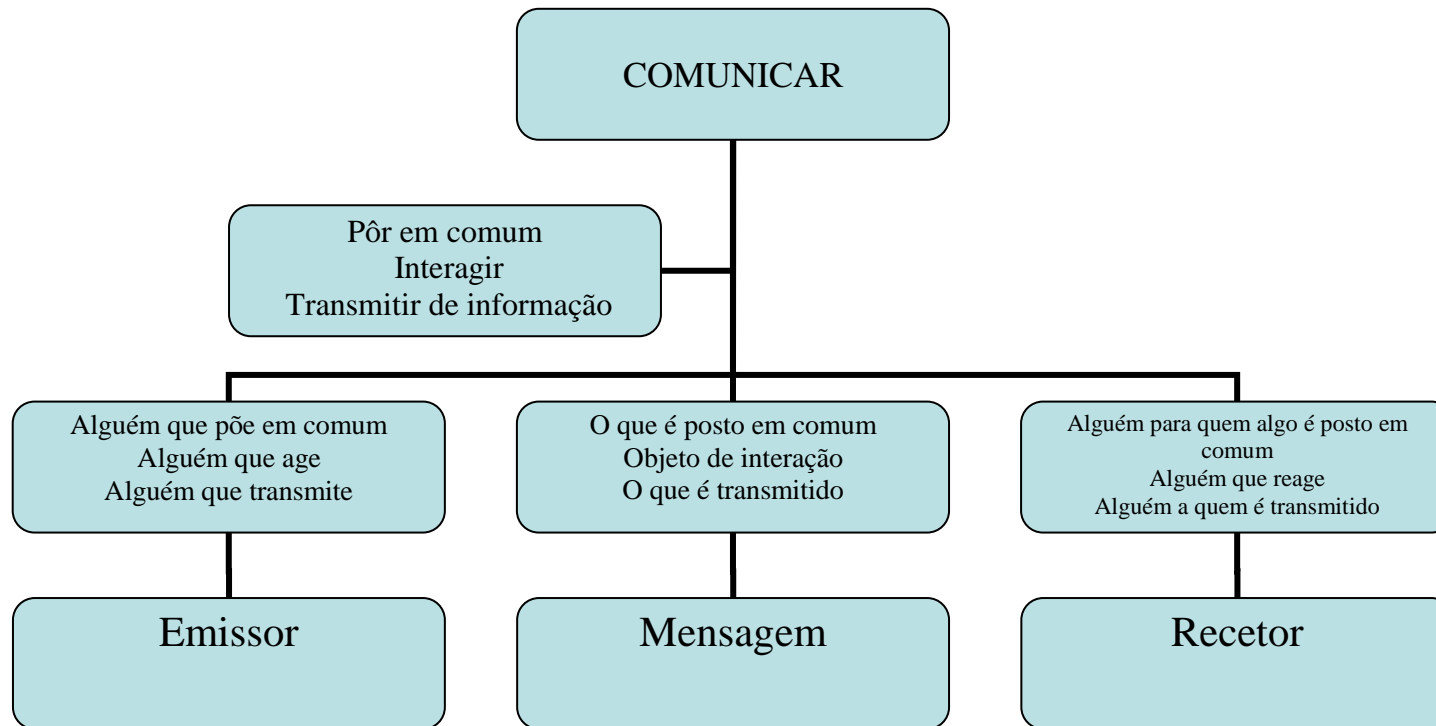 COMUNICAR
Pôr em comum
Interagir
Transmitir de informação
Alguém que põe em comum
Alguém que age
Alguém que transmite
O que é posto em comum
Objeto de interação
O que é transmitido
Alguém para quem algo é posto em
comum
Alguém que reage
Alguém a quem é transmitido
Emissor
Mensagem
Recetor